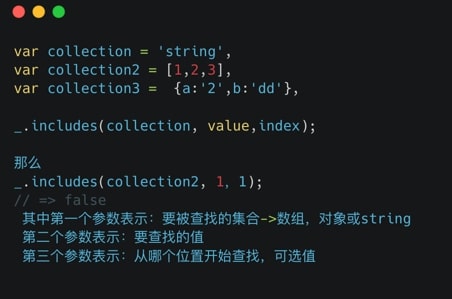 var collection = 'string',
var collection2 = [1,2,3],
var collection3 =  {a:'2',b:'dd'},
_.includes(collection, value,index);
那么
_.includes(collection2, 1, 1);
// => false
其中第一个参数表示：要被查找的集合->数组，对象或string
第二个参数表示：要查找的值
第三个参数表示：从哪个位置开始查找，可选值